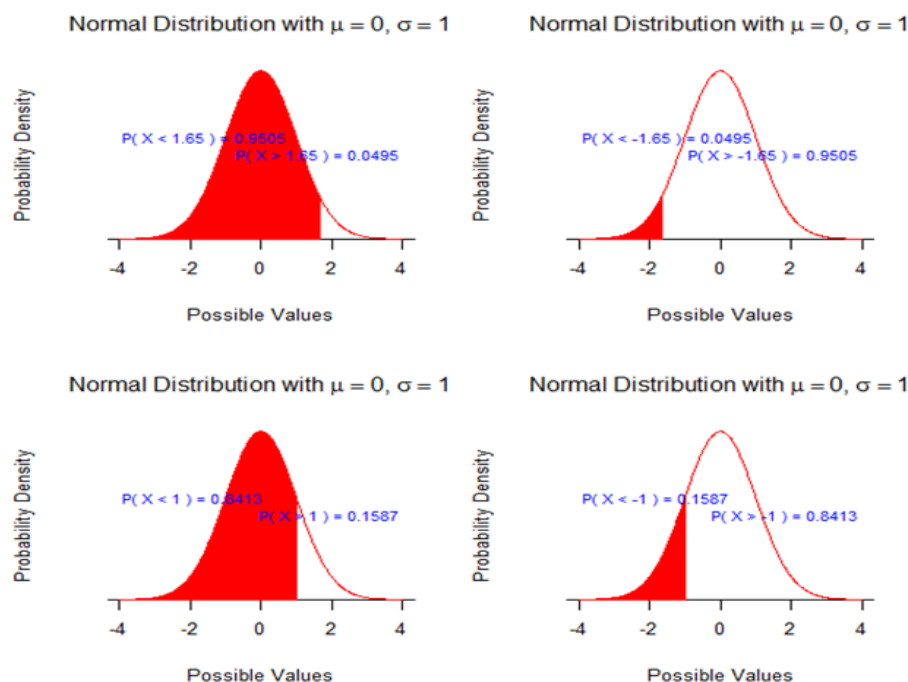 Normal Distribution with μ = 0, σ = 1
Probability Density
P( X < 1.65 ) = 0.9505
P( X > 1.65 ) = 0.0495
-4 -2 0 2 4
Possible Values
Normal Distribution with μ = 0, σ = 1
Probability Density
P( X < -1.65 ) = 0.0495
P( X > -1.65 ) = 0.9505
-4 -2 0 2 4
Possible Values
Normal Distribution with μ = 0, σ = 1
Probability Density
P( X < 1 ) = 0.8413
P( X > 1 ) = 0.1587
-4 -2 0 2 4
Possible Values
Normal Distribution with μ = 0, σ = 1
Probability Density
P( X < -1 ) = 0.1587
P( X > -1 ) = 0.8413
-4 -2 0 2 4
Possible Values